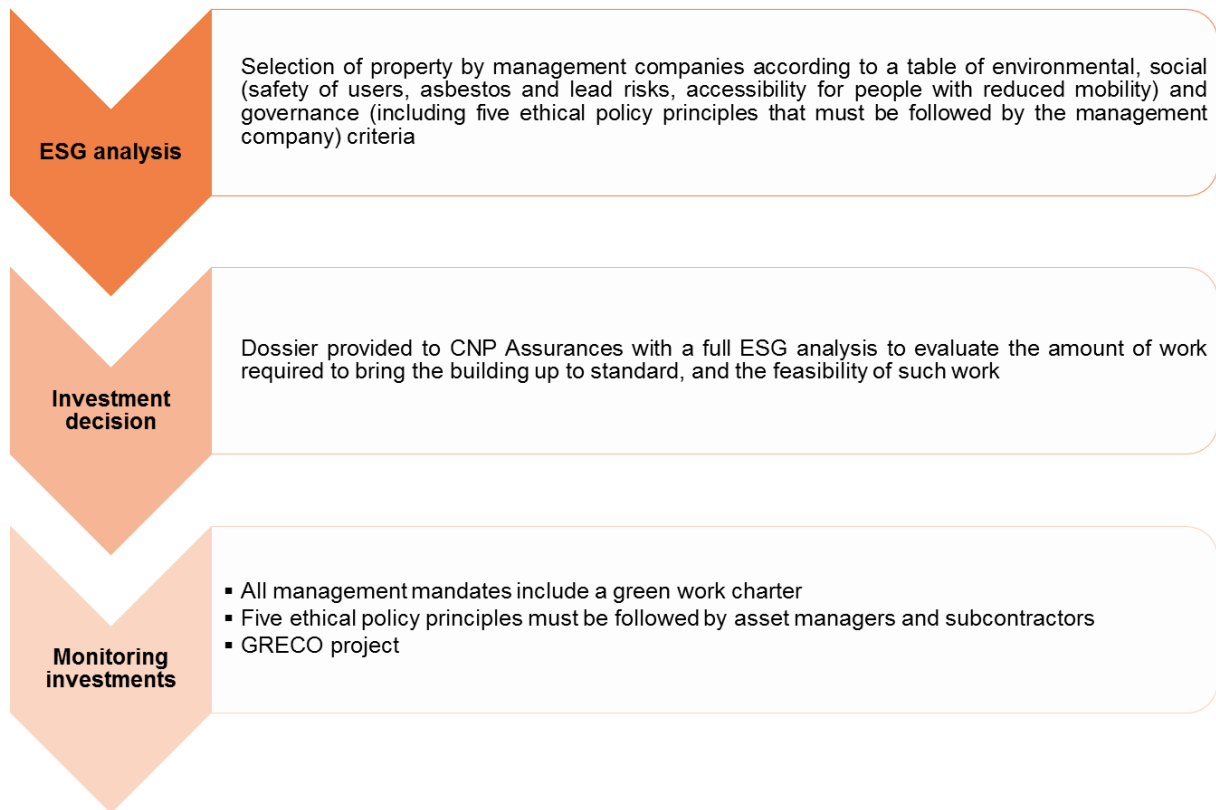 ESG analysis
Selection of property by management companies according to a table of environmental, social
(safety of users, asbestos and lead risks, accessibility for people with reduced mobility) and
governance (including five ethical policy principles that must be followed by the management
company) criteria
Investment
decision
Dossier provided to CNP Assurances with a full ESG analysis to evaluate the amount of work
required to bring the building up to standard, and the feasibility of such work
Monitoring
investments
▪ All management mandates include a green work charter
▪ Five ethical policy principles must be followed by asset managers and subcontractors
▪ GRECO project